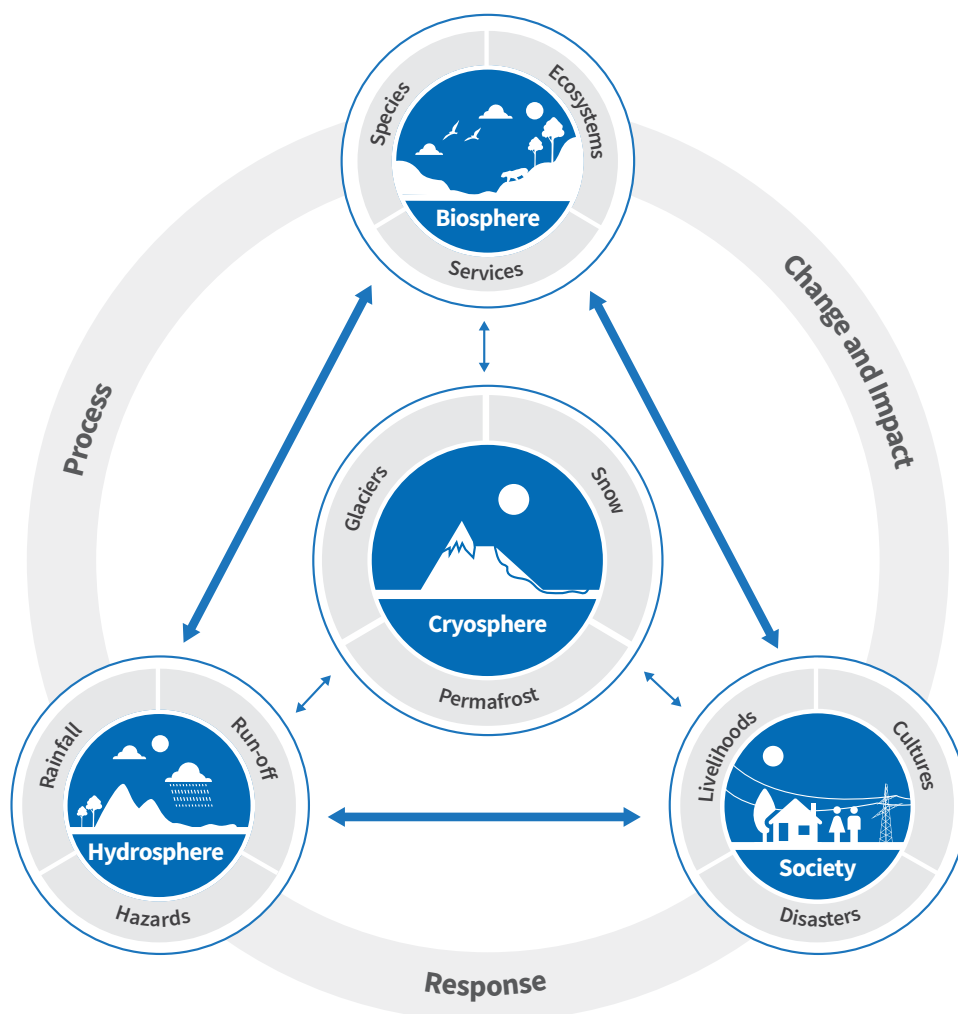 Species
Ecosystems
Biosphere
Services
Process
Change and Impact
Glaciers
Snow
Cryosphere
Permafrost
Rainfall
Run-off
Hydrosphere
Hazards
Livelihoods
Cultures
Society
Disasters
Response